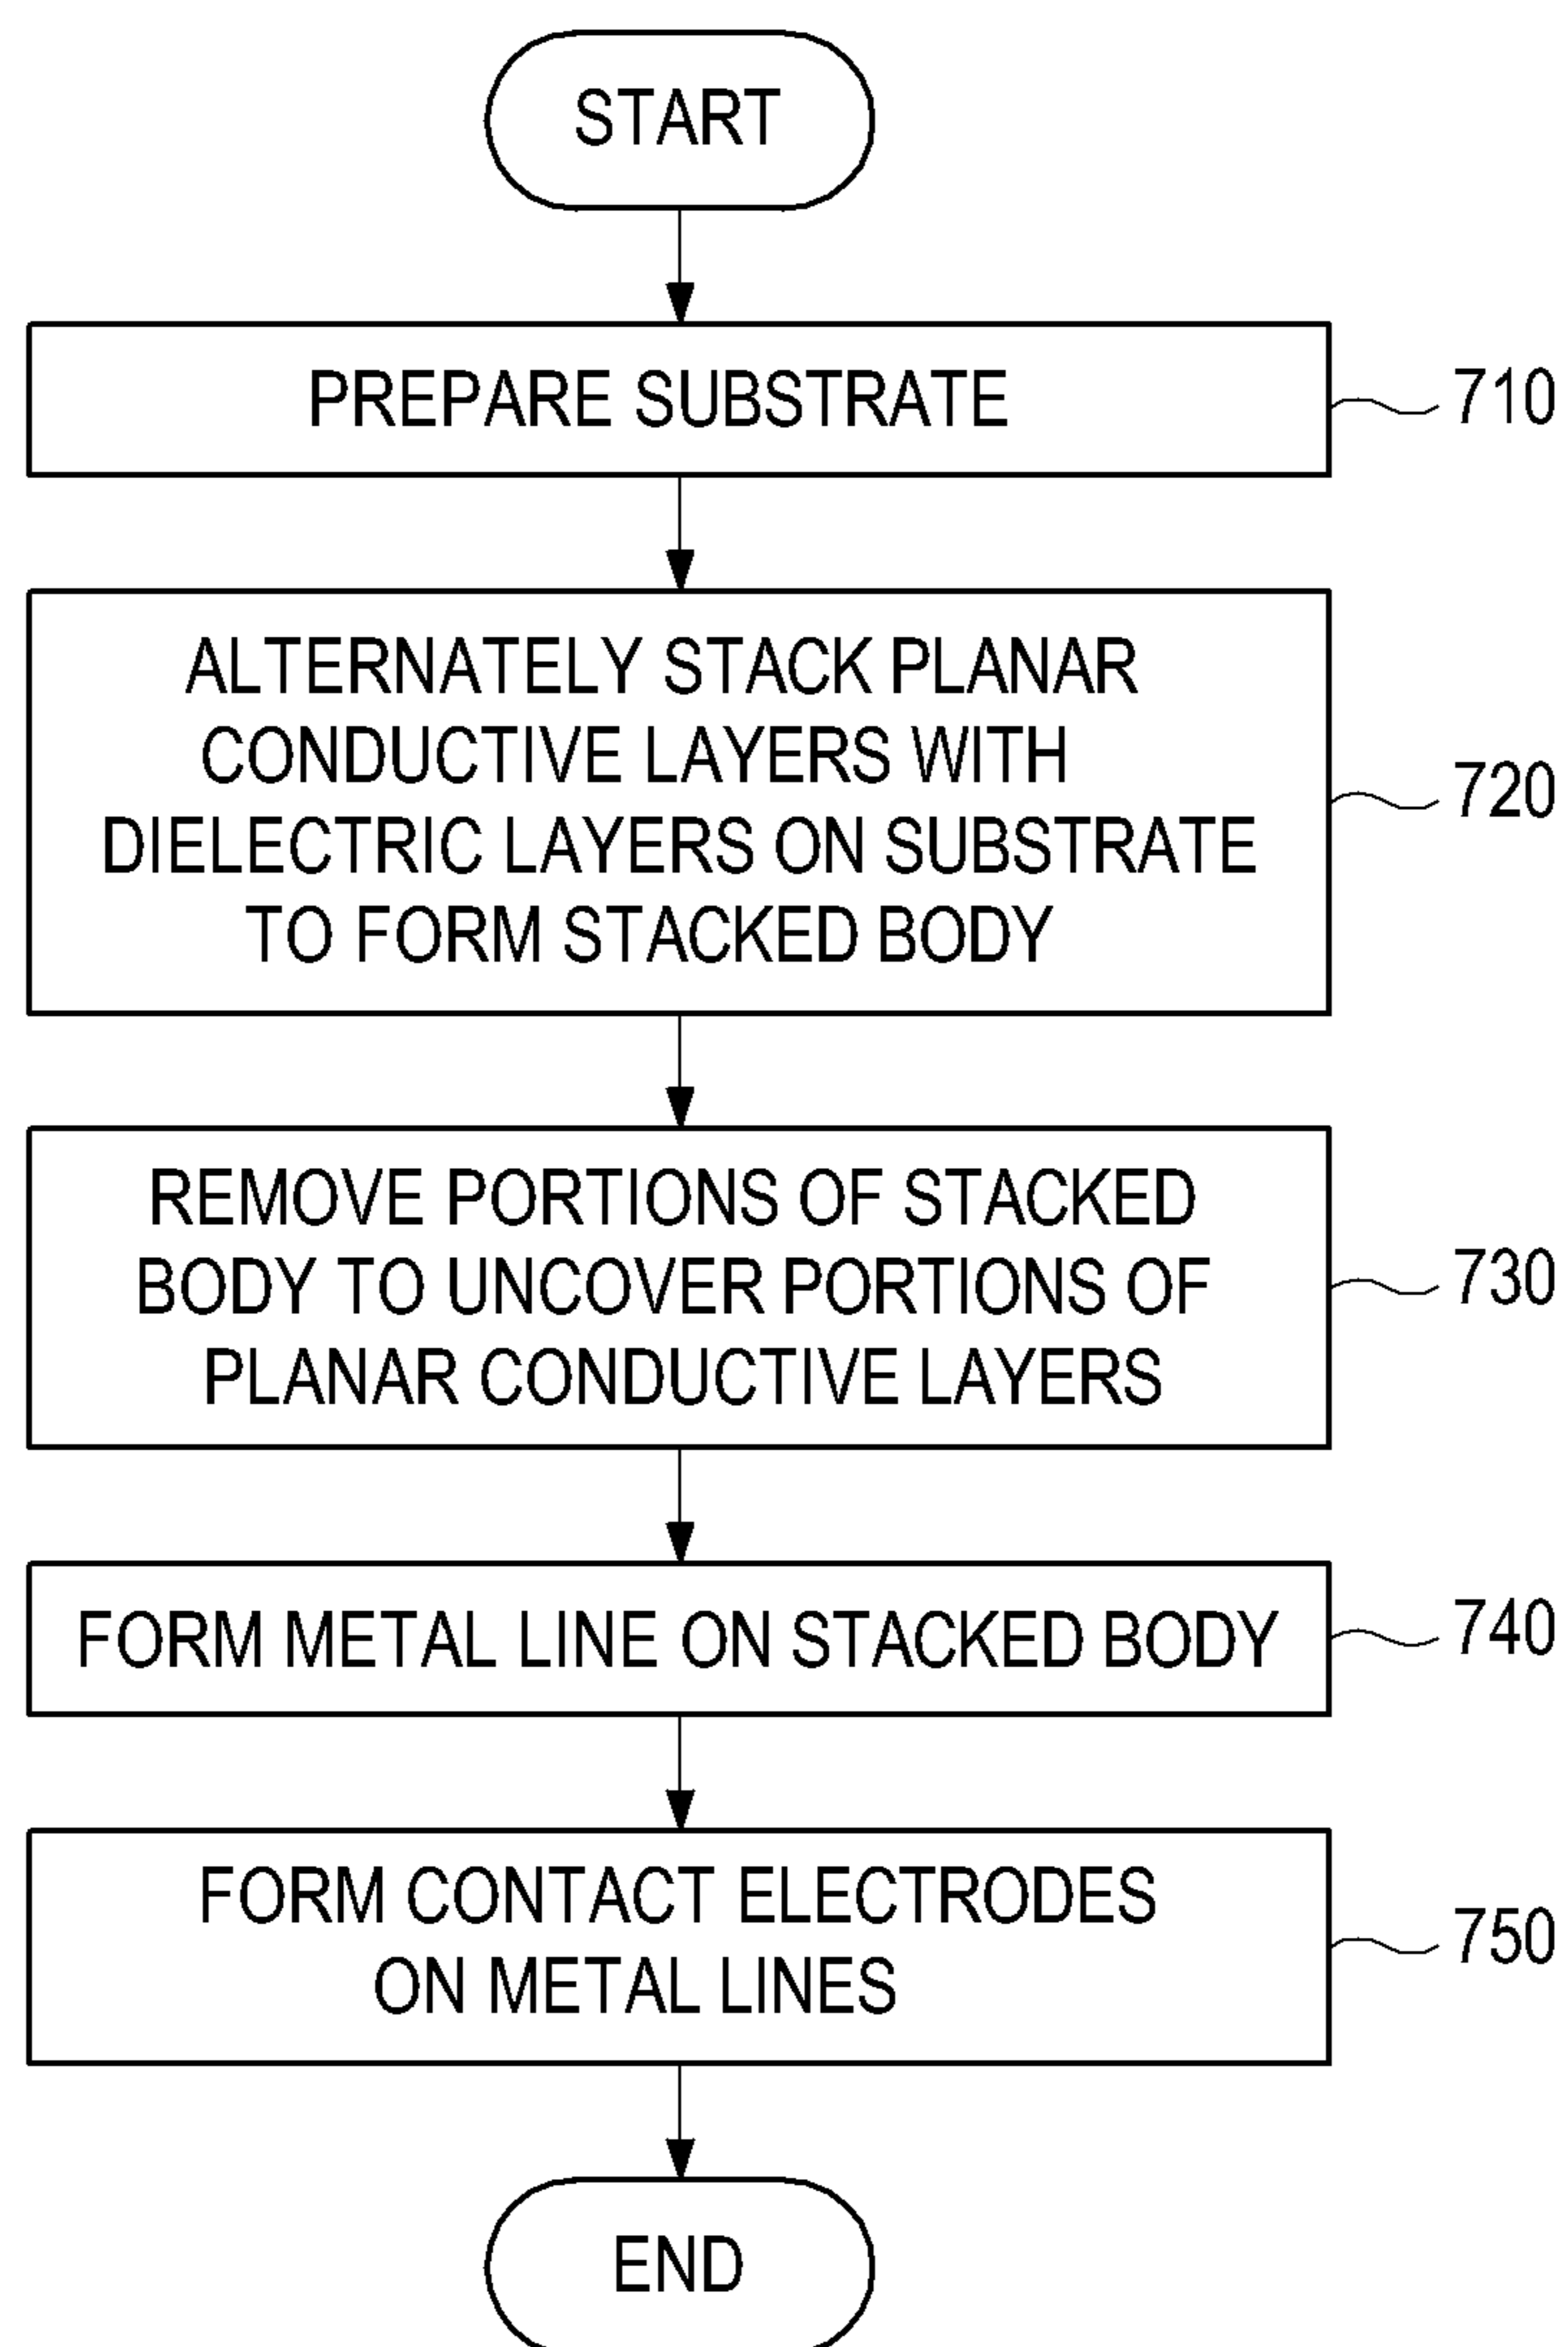 START
PREPARE SUBSTRATE
710
ALTERNATELY STACK PLANAR
CONDUCTIVE LAYERS WITH
DIELECTRIC LAYERS ON SUBSTRATE
TO FORM STACKED BODY
720
REMOVE PORTIONS OF STACKED
BODY TO UNCOVER PORTIONS OF
PLANAR CONDUCTIVE LAYERS
730
FORM METAL LINE ON STACKED BODY
740
FORM CONTACT ELECTRODES
ON METAL LINES
750
END